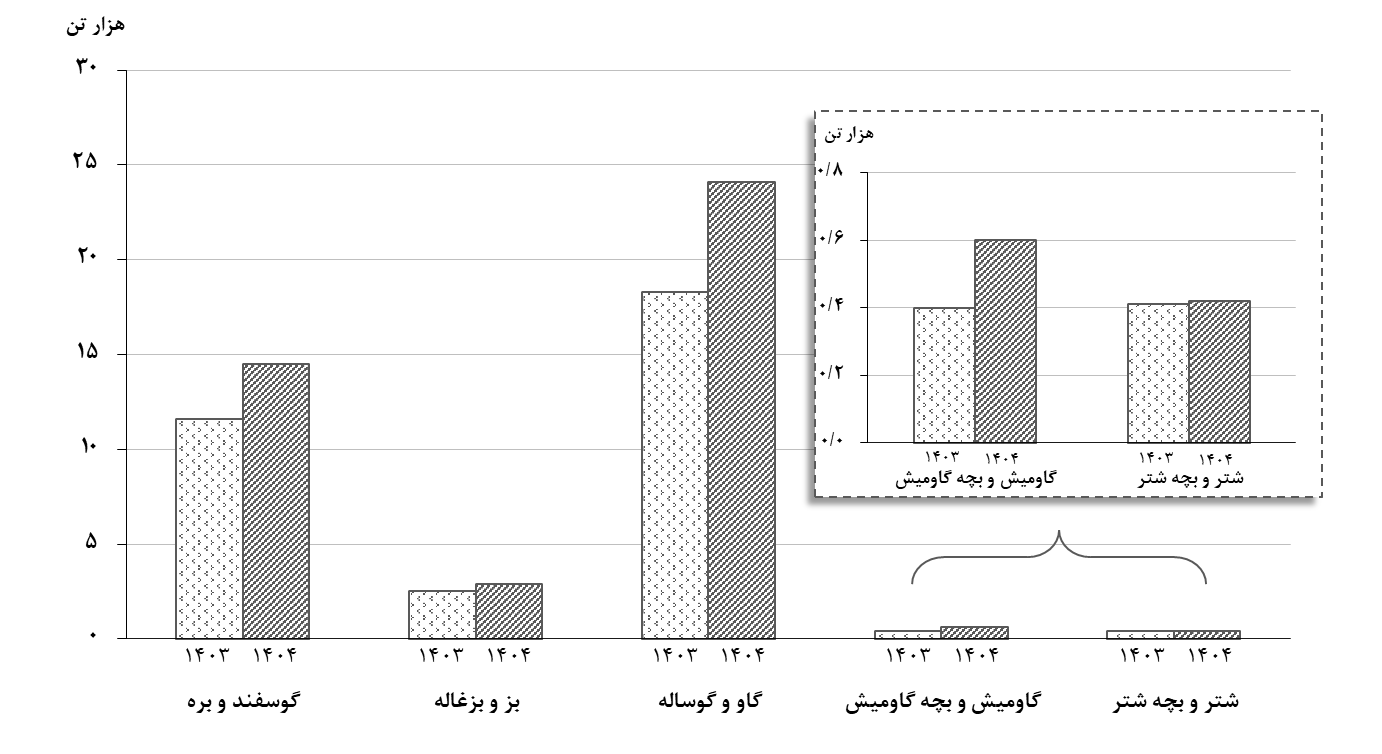 هزار تن
۳۰
۲۵
۲۰
۱۵
۱۰
۵
۰
هزار تن
۰/۸
۰/۶
۰/۴
۰/۲
۰/۰
۱۴۰۳ ۱۴۰۴ ۱۴۰۳ ۱۴۰۴
گاومیش و بچه گاومیش شتر و بچه شتر
۱۴۰۳ ۱۴۰۴ ۱۴۰۳ ۱۴۰۴ ۱۴۰۳ ۱۴۰۴ ۱۴۰۳ ۱۴۰۴ ۱۴۰۳ ۱۴۰۴
گوسفند و بره بز و بزغاله گاو و گوساله گاومیش و بچه گاومیش شتر و بچه شتر